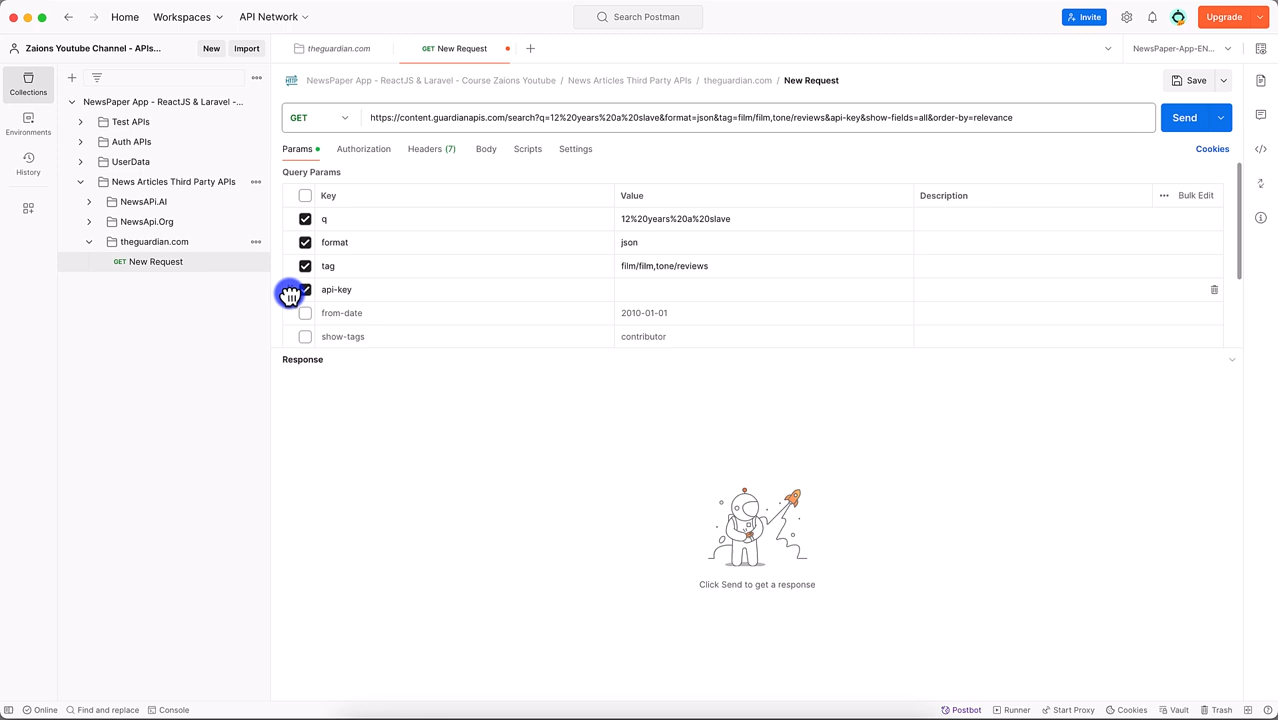 Home
Workspaces
API Network
Search Postman
Invite
Upgrade
Zaions Youtube Channel - APIs...
New
Import
theguardian.com
GET New Request
NewsPaper-App-EN...
Collections
Environments
History
NewsPaper App - ReactJS & Laravel -...
Test APIs
Auth APIs
UserData
News Articles Third Party APIs
NewsAPI.AI
NewsApi.Org
theguardian.com
GET New Request
NewsPaper App - ReactJS & Laravel - Course Zaions Youtube / News Articles Third Party APIs / theguardian.com / New Request
Save
GET
https://content.guardianapis.com/search?q=12%20years%20a%20slave&format=json&tag=film/film,tone/reviews&api-key&show-fields=all&order-by=relevance
Send
Params
Authorization
Headers (7)
Body
Scripts
Settings
Cookies
Query Params
Key Value Description Bulk Edit
q 12%20years%20a%20slave
format json
tag film/film,tone/reviews
api-key
from-date 2010-01-01
show-tags contributor
Response
Click Send to get a response
Online
Find and replace
Console
Postbot
Runner
Start Proxy
Cookies
Vault
Trash